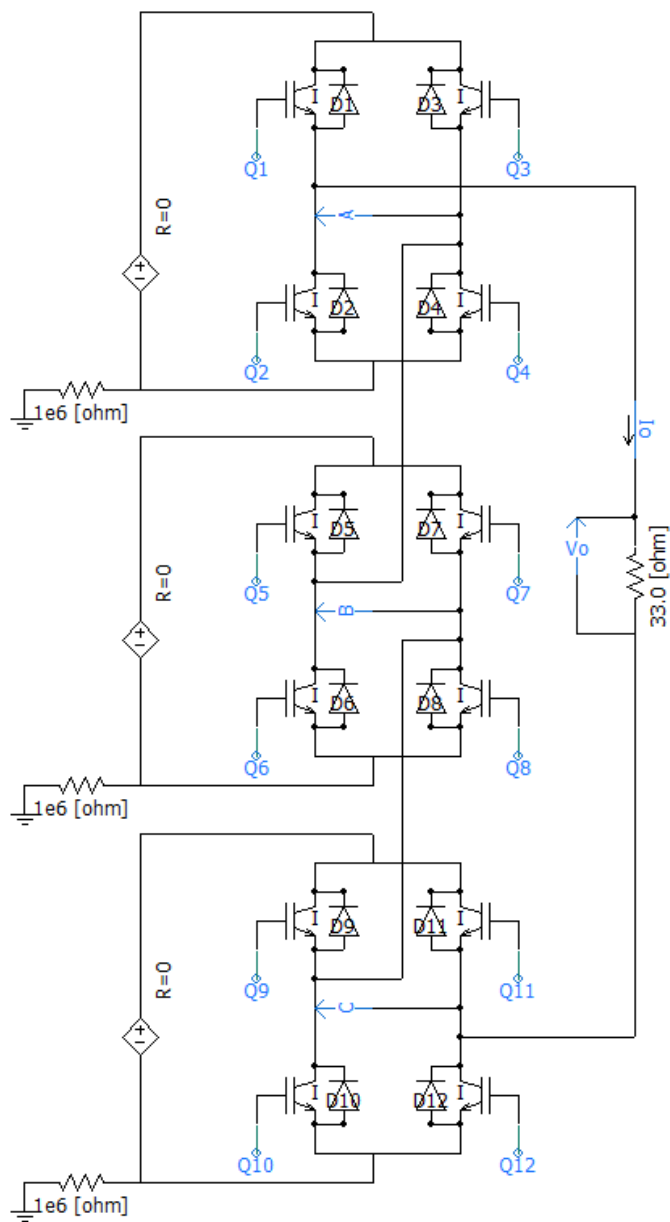 D1
I
D3
I
Q1
Q3
R=0
A
D2
I
D4
I
Q2
Q4
1e6 [ohm]
Io
D5
I
D7
I
Q5
Q7
Vo
33.0 [ohm]
R=0
B
D6
I
D8
I
Q6
Q8
1e6 [ohm]
D9
I
D11
I
Q9
Q11
R=0
C
D10
I
D12
I
Q10
Q12
1e6 [ohm]